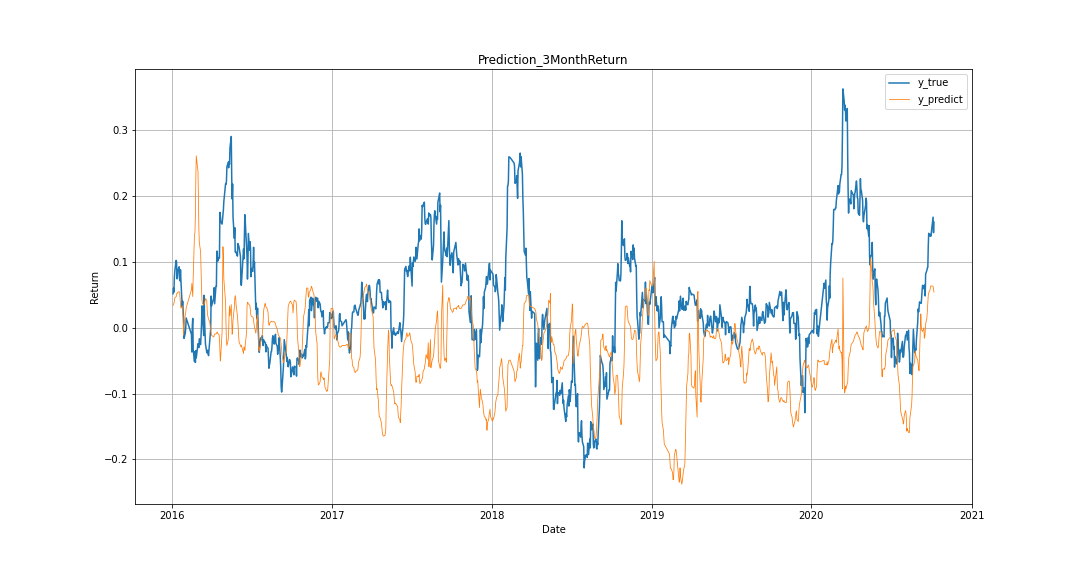 Prediction_3MonthReturn
y_true
y_predict
0.3
0.2
0.1
0.0
−0.1
−0.2
Return
2016 2017 2018 2019 2020 2021
Date